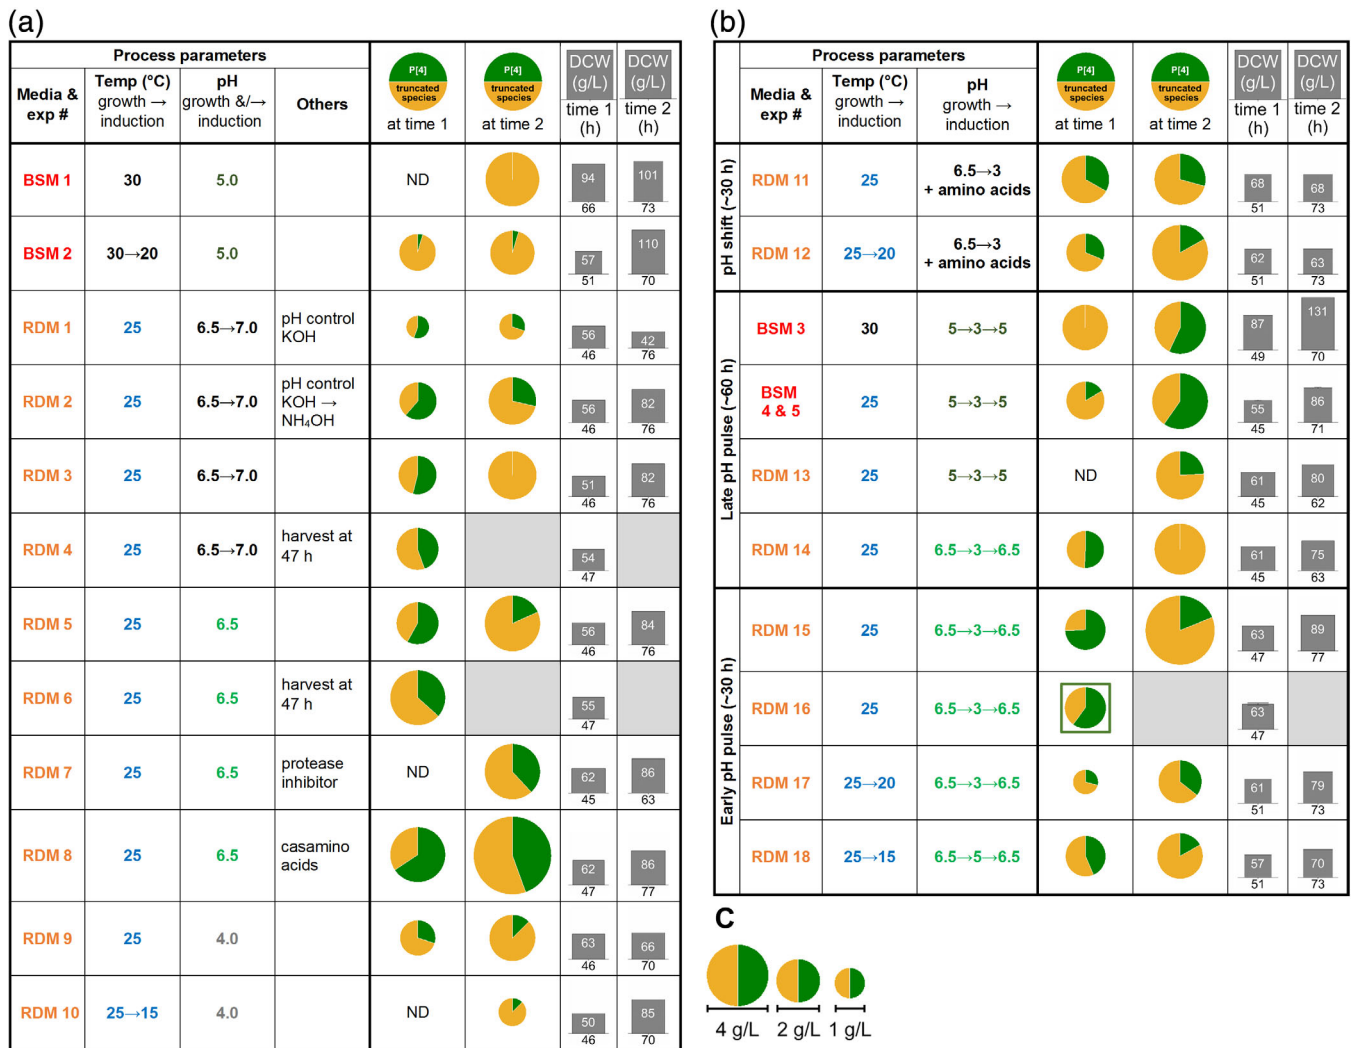 (a)
Process parameters
Media &
exp #
Temp (°C)
growth →
induction
pH
growth &/→
induction
Others
P[4]
truncated
species
at time 1
P[4]
truncated
species
at time 2
DCW
(g/L)
time 1
(h)
DCW
(g/L)
time 2
(h)
BSM 1 30 5.0 ND 94 66 101 73
BSM 2 30→20 5.0 57 51 110 70
RDM 1 25 6.5→7.0 pH control
KOH
56 46 42 76
RDM 2 25 6.5→7.0 pH control
KOH →
NH₄OH
56 46 82 76
RDM 3 25 6.5→7.0 51 46 82 76
RDM 4 25 6.5→7.0 harvest at
47 h
54 47
RDM 5 25 6.5 56 46 84 76
RDM 6 25 6.5 harvest at
47 h
55 47
RDM 7 25 6.5 protease
inhibitor
ND 62 45 86 63
RDM 8 25 6.5 casamino
acids
62 47 86 77
RDM 9 25 4.0 63 46 66 70
RDM 10 25→15 4.0 ND 50 46 85 70
(b)
Process parameters
Media &
exp #
Temp (°C)
growth →
induction
pH
growth →
induction
P[4]
truncated
species
at time 1
P[4]
truncated
species
at time 2
DCW
(g/L)
time 1
(h)
DCW
(g/L)
time 2
(h)
pH shift (~30 h)
RDM 11 25 6.5→3
+ amino acids
68 51 68 73
RDM 12 25→20 6.5→3
+ amino acids
62 51 63 73
Late pH pulse (~60 h)
BSM 3 30 5→3→5 87 49 131 70
BSM
4 & 5
25 5→3→5 55 45 86 71
RDM 13 25 5→3→5 ND 61 45 80 62
RDM 14 25 6.5→3→6.5 61 45 75 63
Early pH pulse (~30 h)
RDM 15 25 6.5→3→6.5 63 47 89 77
RDM 16 25 6.5→3→6.5 63 47
RDM 17 25→20 6.5→3→6.5 61 51 79 73
RDM 18 25→15 6.5→5→6.5 57 51 70 73
C
4 g/L 2 g/L 1 g/L